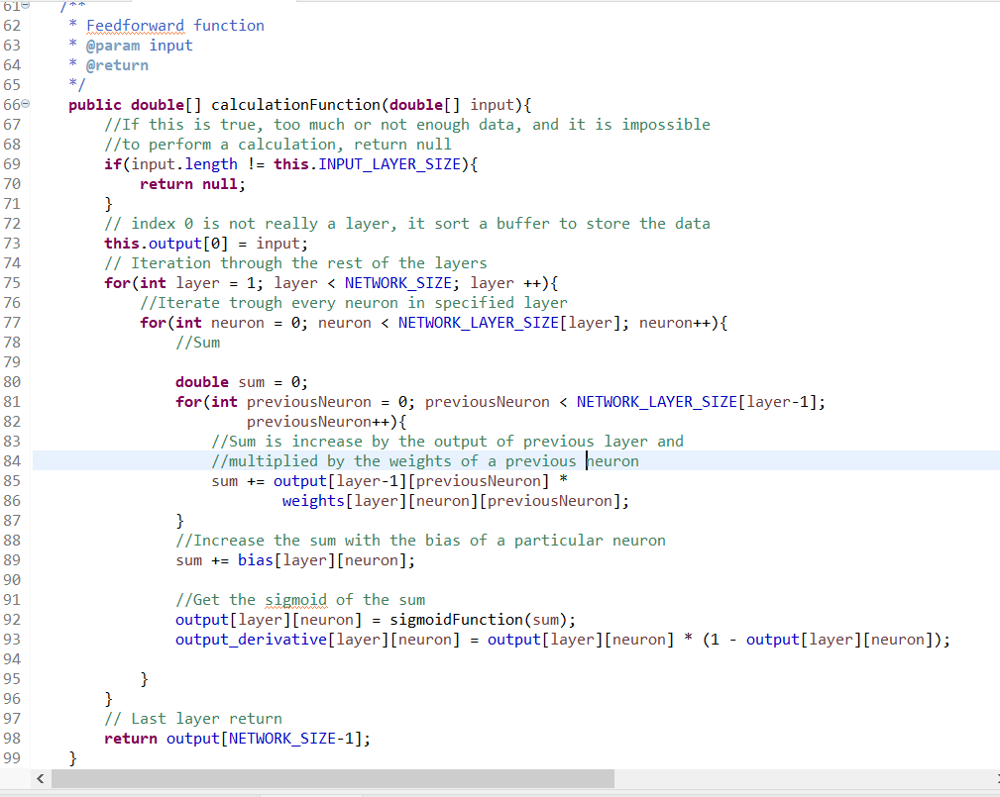 61 /**
62 * Feedforward function
63 * @param input
64 * @return
65 */
66 public double[] calculationFunction(double[] input){
67 //If this is true, too much or not enough data, and it is impossible
68 //to perform a calculation, return null
69 if(input.length != this.INPUT_LAYER_SIZE){
70 return null;
71 }
72 // index 0 is not really a layer, it sort a buffer to store the data
73 this.output[0] = input;
74 // Iteration through the rest of the layers
75 for(int layer = 1; layer < NETWORK_SIZE; layer ++){
76 //Iterate trough every neuron in specified layer
77 for(int neuron = 0; neuron < NETWORK_LAYER_SIZE[layer]; neuron++){
78 //Sum
79
80 double sum = 0;
81 for(int previousNeuron = 0; previousNeuron < NETWORK_LAYER_SIZE[layer-1];
82 previousNeuron++){
83 //Sum is increase by the output of previous layer and
84 //multiplied by the weights of a previous neuron
85 sum += output[layer-1][previousNeuron] *
86 weights[layer][neuron][previousNeuron];
87 }
88 //Increase the sum with the bias of a particular neuron
89 sum += bias[layer][neuron];
90
91 //Get the sigmoid of the sum
92 output[layer][neuron] = sigmoidFunction(sum);
93 output_derivative[layer][neuron] = output[layer][neuron] * (1 - output[layer][neuron]);
94
95 }
96 }
97 // Last layer return
98 return output[NETWORK_SIZE-1];
99 }